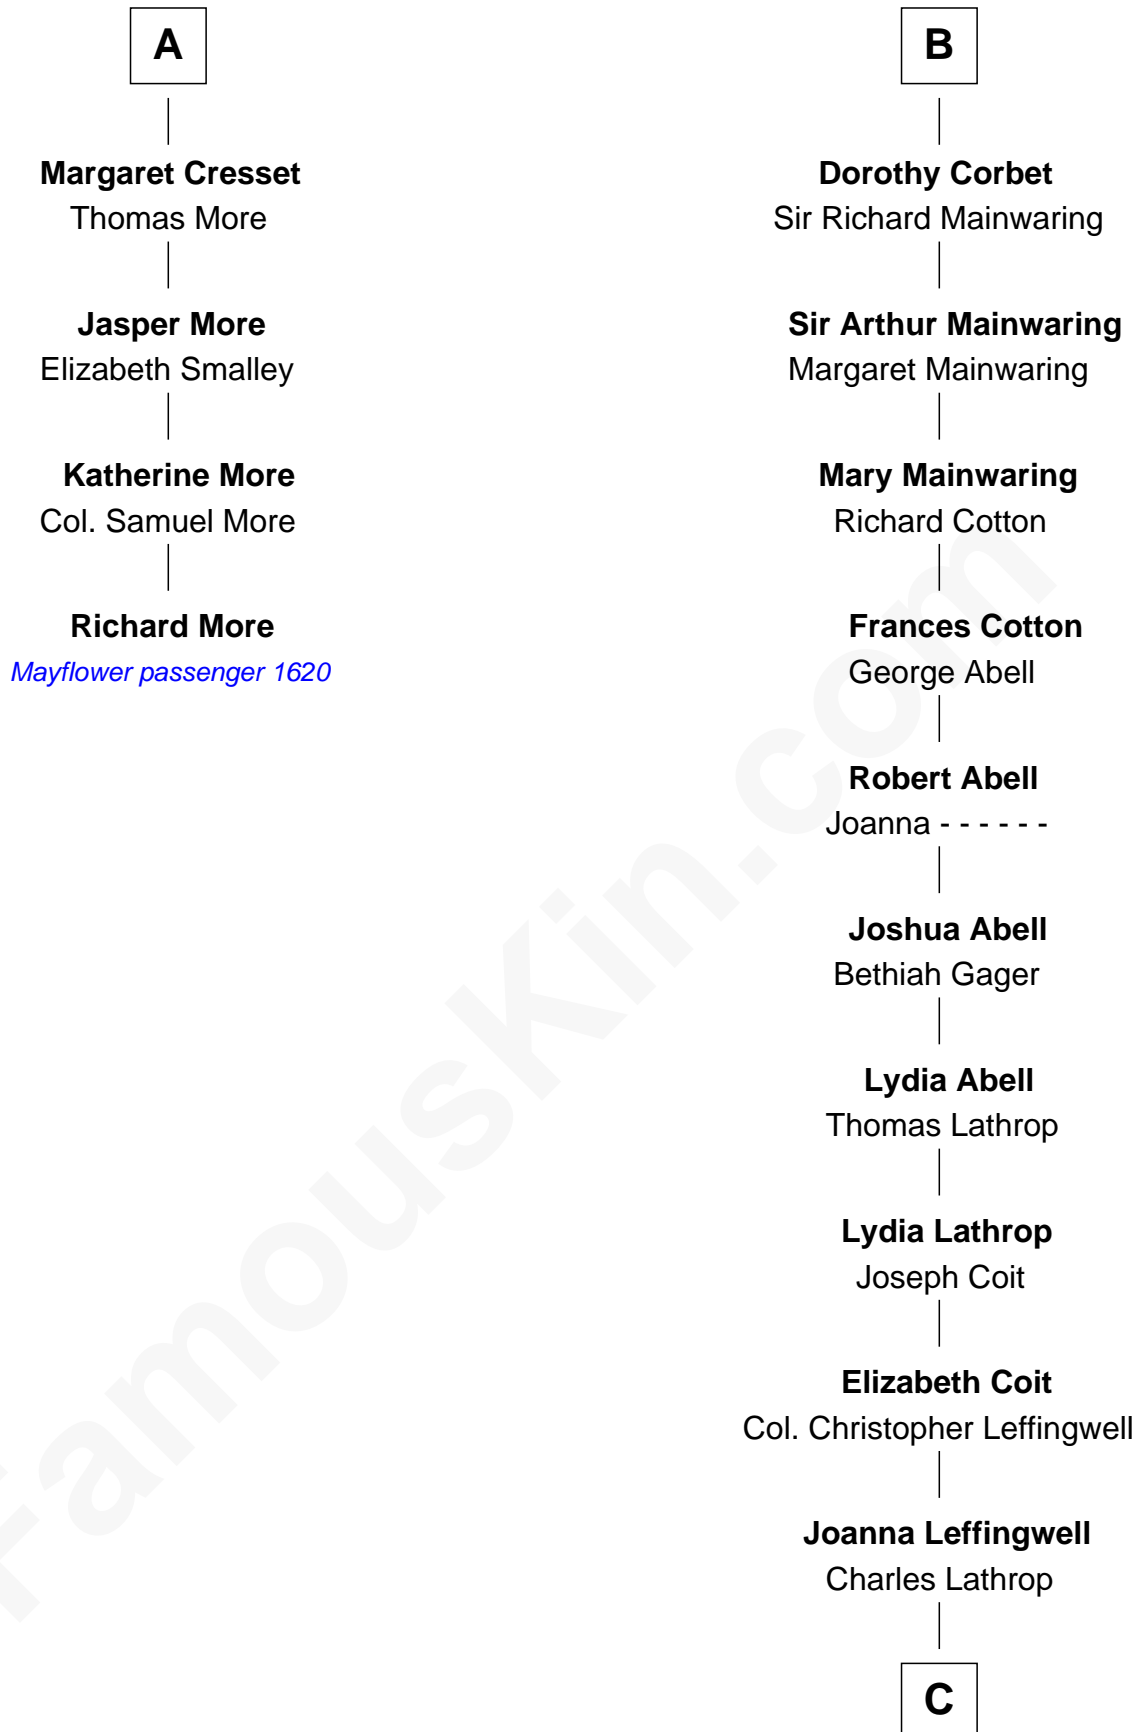 A
Margaret Cresset
Thomas More
Jasper More
Elizabeth Smalley
Katherine More
Col. Samuel More
Richard More
Mayflower passenger 1620
B
Dorothy Corbet
Sir Richard Mainwaring
Sir Arthur Mainwaring
Margaret Mainwaring
Mary Mainwaring
Richard Cotton
Frances Cotton
George Abell
Robert Abell
Joanna - - - - - -
Joshua Abell
Bethiah Gager
Lydia Abell
Thomas Lathrop
Lydia Lathrop
Joseph Coit
Elizabeth Coit
Col. Christopher Leffingwell
Joanna Leffingwell
Charles Lathrop
C
FamousKin.com